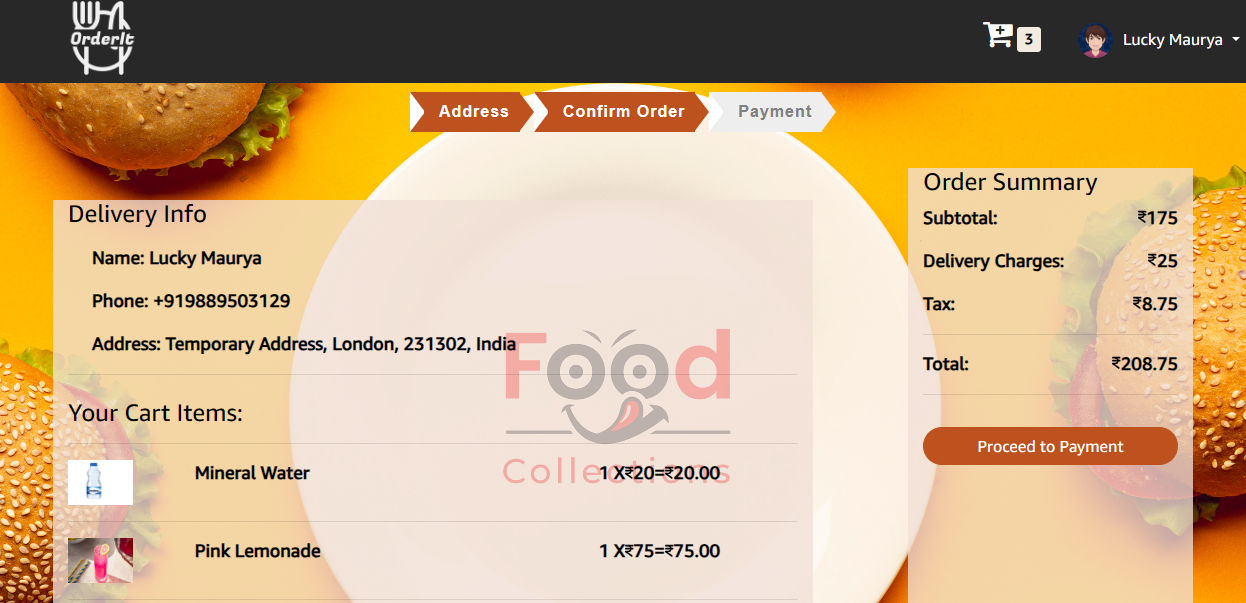 OrderIt
3
Lucky Maurya
Address
Confirm Order
Payment
Delivery Info
Name: Lucky Maurya
Phone: +919889503129
Address: Temporary Address, London, 231302, India
Food
Collections
Your Cart Items:
Mineral Water 1 X₹20=₹20.00
Pink Lemonade 1 X₹75=₹75.00
Order Summary
Subtotal: ₹175
Delivery Charges: ₹25
Tax: ₹8.75
Total: ₹208.75
Proceed to Payment